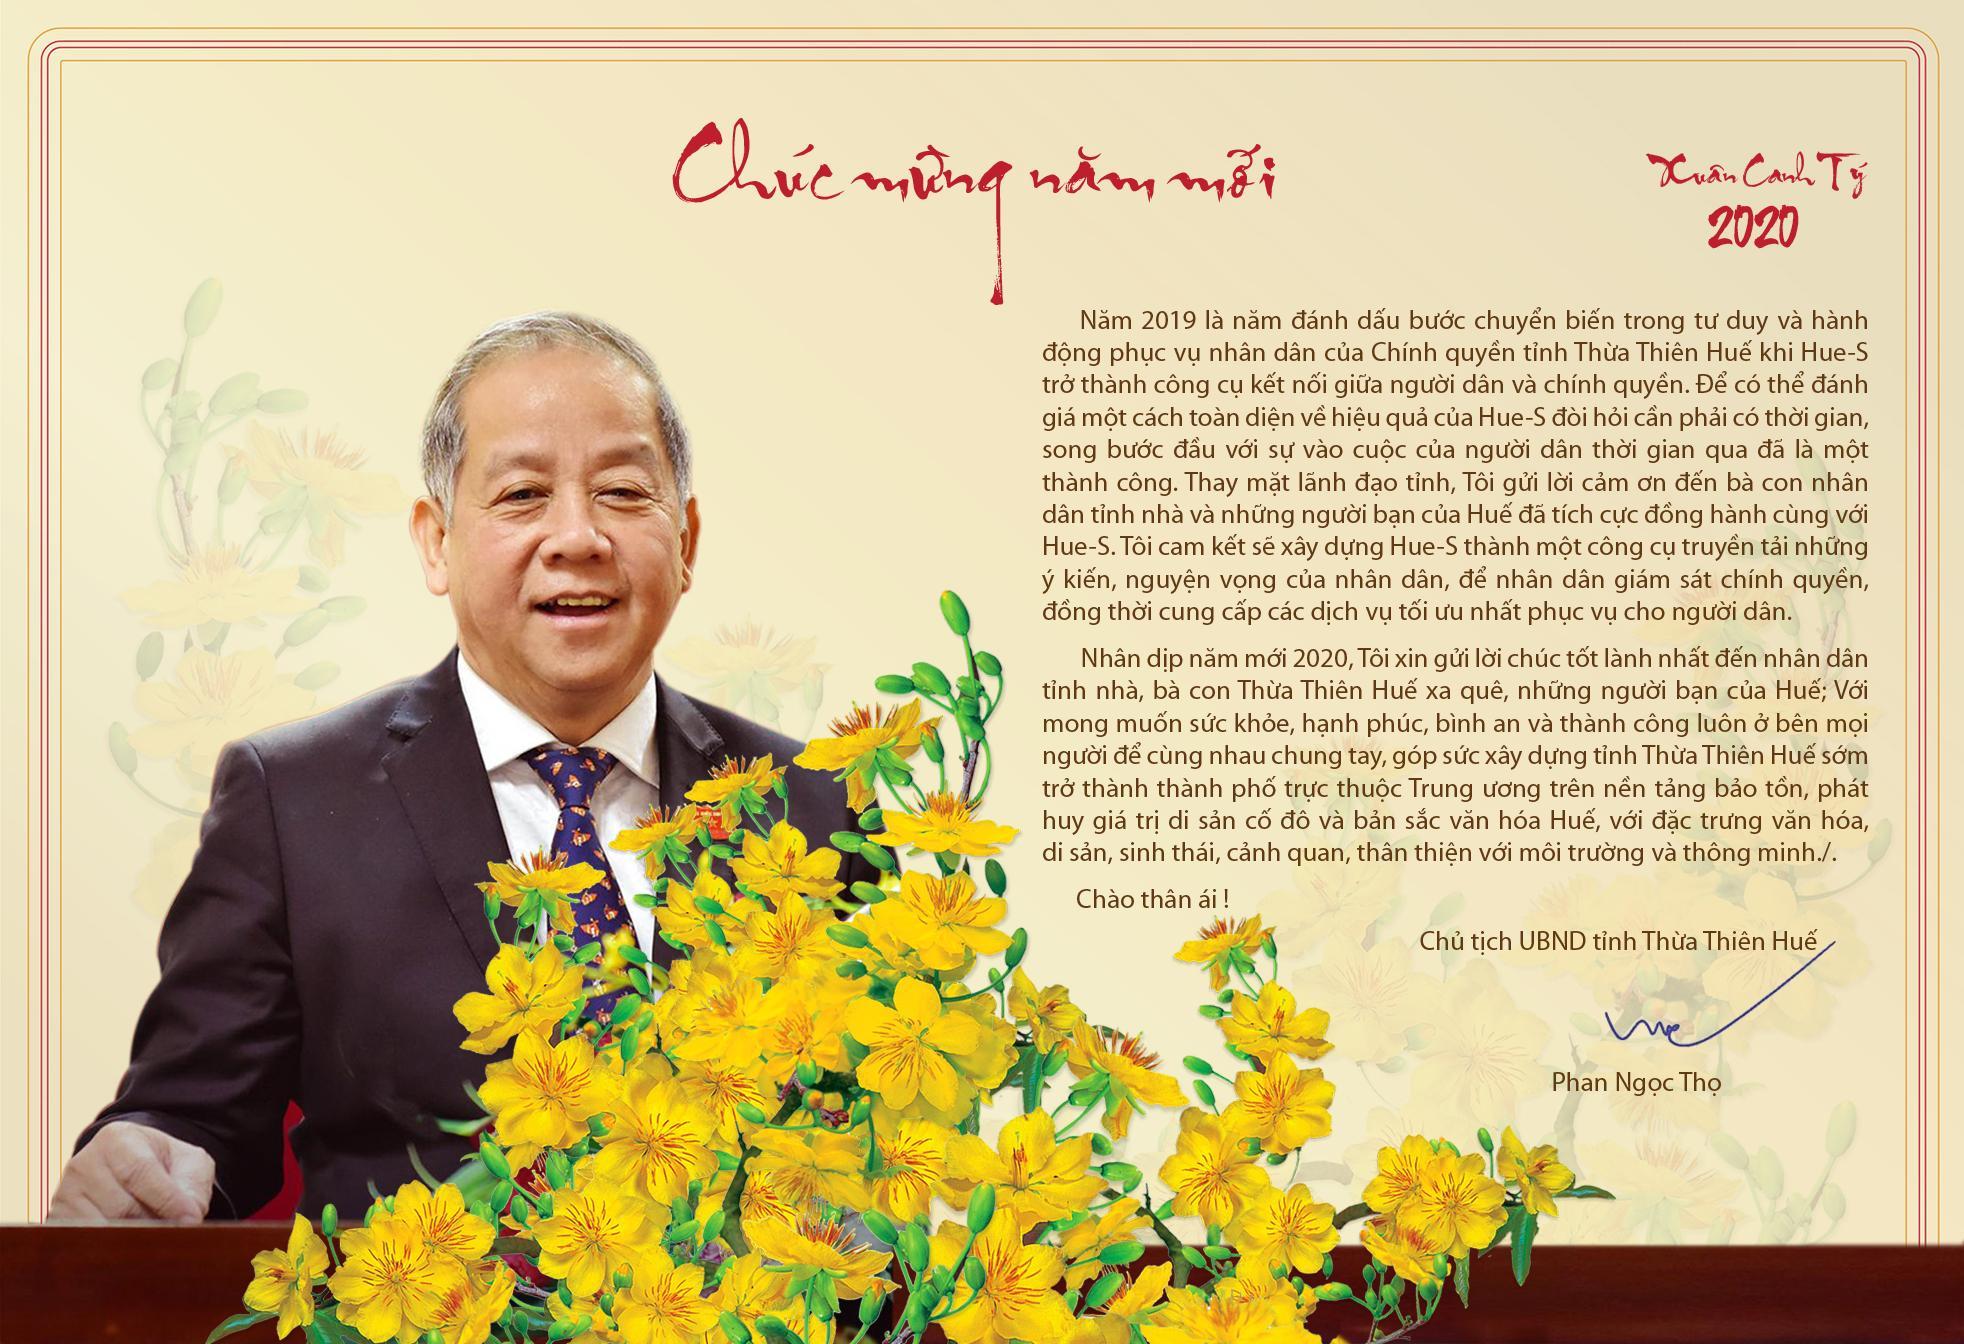 Chúc mừng năm mới
Xuân Canh Tý
2020
Năm 2019 là năm đánh dấu bước chuyển biến trong tư duy và hành
động phục vụ nhân dân của Chính quyền tỉnh Thừa Thiên Huế khi Hue-S
trở thành công cụ kết nối giữa người dân và chính quyền. Để có thể đánh
giá một cách toàn diện về hiệu quả của Hue-S đòi hỏi cần phải có thời gian,
song bước đầu với sự vào cuộc của người dân thời gian qua đã là một
thành công. Thay mặt lãnh đạo tỉnh, Tôi gửi lời cảm ơn đến bà con nhân
dân tỉnh nhà và những người bạn của Huế đã tích cực đồng hành cùng với
Hue-S. Tôi cam kết sẽ xây dựng Hue-S thành một công cụ truyền tải những
ý kiến, nguyện vọng của nhân dân, để nhân dân giám sát chính quyền,
đồng thời cung cấp các dịch vụ tối ưu nhất phục vụ cho người dân.
Nhân dịp năm mới 2020, Tôi xin gửi lời chúc tốt lành nhất đến nhân dân
tỉnh nhà, bà con Thừa Thiên Huế xa quê, những người bạn của Huế; Với
mong muốn sức khỏe, hạnh phúc, bình an và thành công luôn ở bên mọi
người để cùng nhau chung tay, góp sức xây dựng tỉnh Thừa Thiên Huế sớm
trở thành thành phố trực thuộc Trung ương trên nền tảng bảo tồn, phát
huy giá trị di sản cố đô và bản sắc văn hóa Huế, với đặc trưng văn hóa,
di sản, sinh thái, cảnh quan, thân thiện với môi trường và thông minh./.
Chào thân ái !
Chủ tịch UBND tỉnh Thừa Thiên Huế
Phan Ngọc Thọ